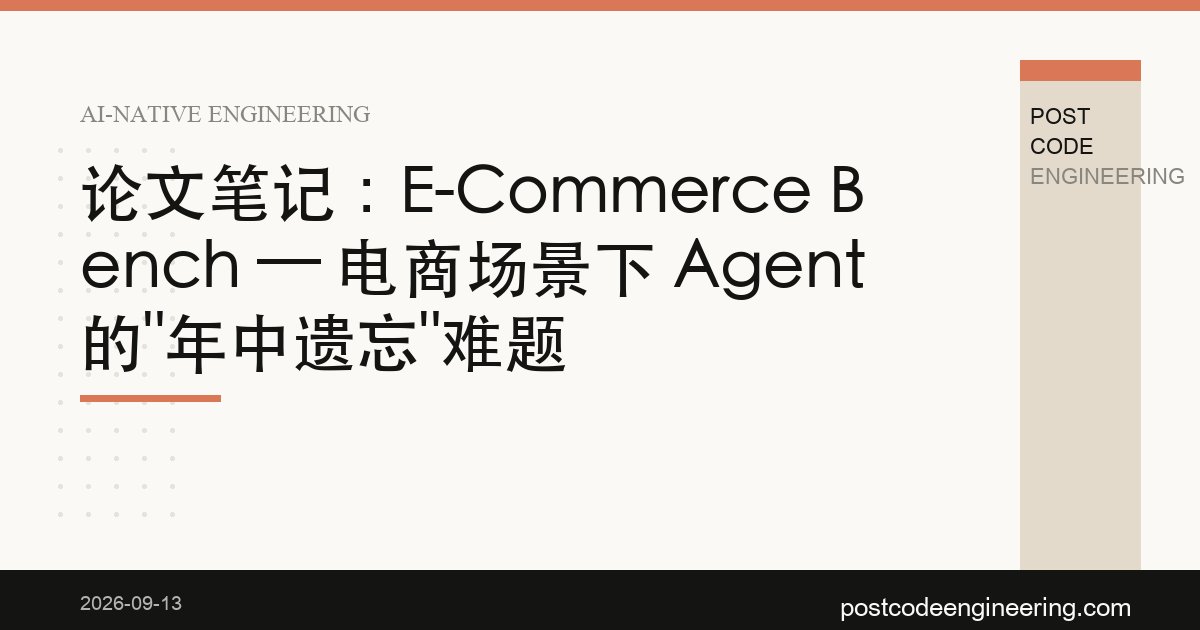 AI-NATIVE ENGINEERING
论文笔记：E-Commerce B
ench — 电商场景下 Agent
的"年中遗忘"难题
POST
CODE
ENGINEERING
2026-09-13
postcodeengineering.com